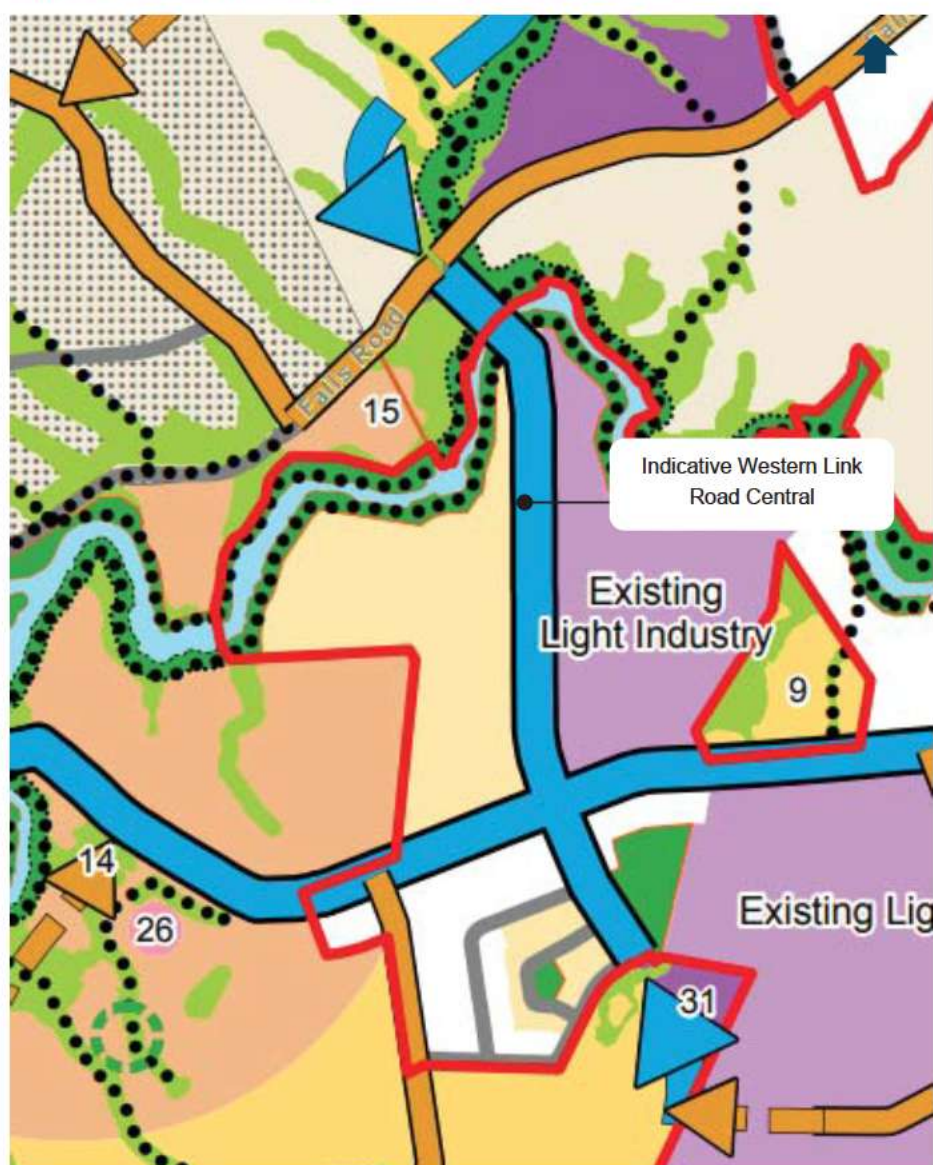 Falls Road
15
Indicative Western Link
Road Central
Existing
Light Industry
9
14
26
Existing Lig
31